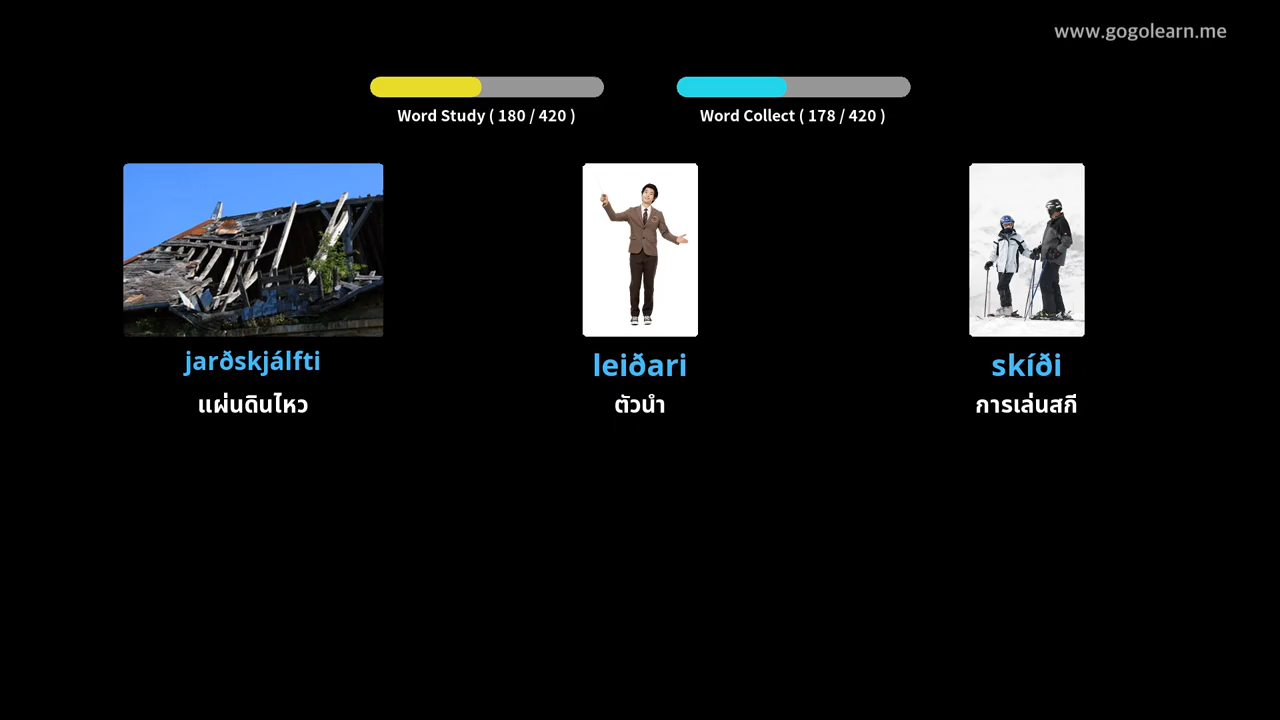 www.gogolearn.me
Word Study ( 180 / 420 )
Word Collect ( 178 / 420 )
jarðskjálfti
แผ่นดินไหว
leiðari
ตัวนำ
skíði
การเล่นสกี